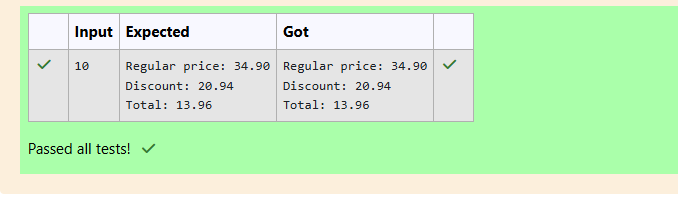 Input Expected Got
10 Regular price: 34.90 Regular price: 34.90
Discount: 20.94 Discount: 20.94
Total: 13.96 Total: 13.96
Passed all tests!